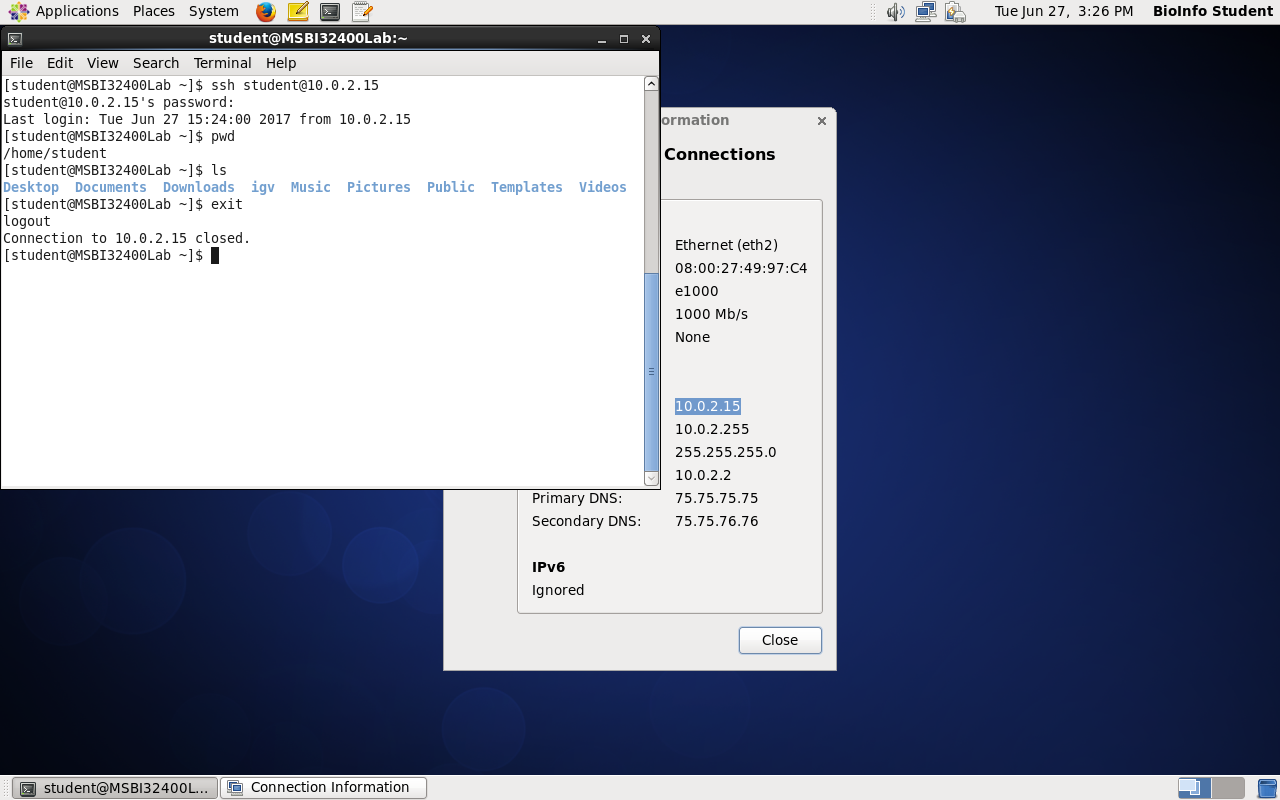 Applications Places System Tue Jun 27, 3:26 PM BioInfo Student
student@MSBI32400Lab:~
File Edit View Search Terminal Help
[student@MSBI32400Lab ~]$ ssh student@10.0.2.15
student@10.0.2.15's password:
Last login: Tue Jun 27 15:24:00 2017 from 10.0.2.15
[student@MSBI32400Lab ~]$ pwd
/home/student
[student@MSBI32400Lab ~]$ ls
Desktop Documents Downloads igv Music Pictures Public Templates Videos
[student@MSBI32400Lab ~]$ exit
logout
Connection to 10.0.2.15 closed.
[student@MSBI32400Lab ~]$
ormation
Connections
Ethernet (eth2)
08:00:27:49:97:C4
e1000
1000 Mb/s
None
10.0.2.15
10.0.2.255
255.255.255.0
10.0.2.2
Primary DNS: 75.75.75.75
Secondary DNS: 75.75.76.76
IPv6
Ignored
Close
student@MSBI32400L... Connection Information